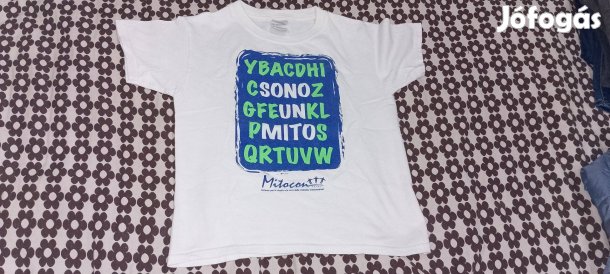 Jófogás
YBACDHI
CSONOZ
GFEUNKL
PMITOS
QRTUVW
Mitocon